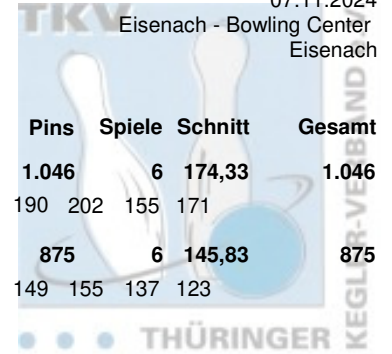 07.11.2024
TKV Eisenach - Bowling Center
Eisenach
Pins Spiele Schnitt Gesamt
1.046 6 174,33 1.046
190 202 155 171
875 6 145,83 875
149 155 137 123
THÜRINGER
KEGLER-VERBAND e.V.